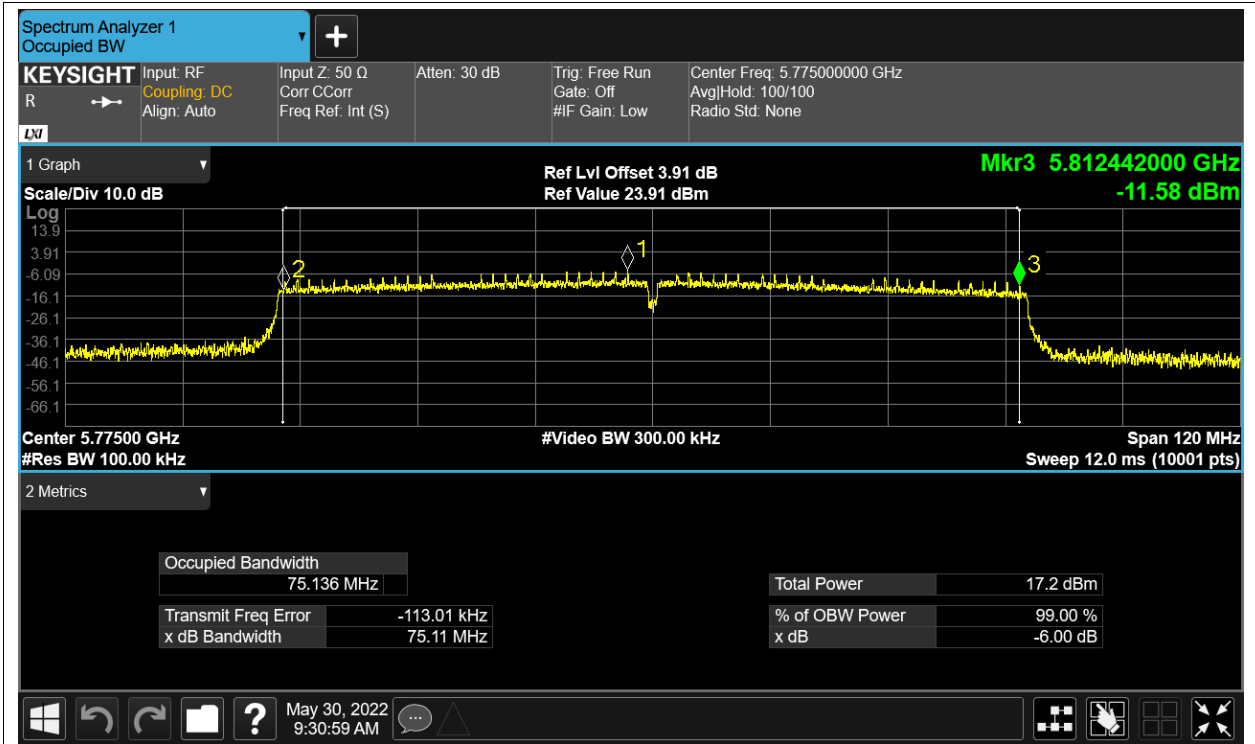 Spectrum Analyzer 1
Occupied BW
KEYSIGHT
R
LXI
Input: RF
Coupling: DC
Align: Auto
Input Z: 50 Ω
Corr CCorr
Freq Ref: Int (S)
Atten: 30 dB
Trig: Free Run
Gate: Off
#IF Gain: Low
Center Freq: 5.775000000 GHz
Avg|Hold: 100/100
Radio Std: None
1 Graph
Scale/Div 10.0 dB
Ref Lvl Offset 3.91 dB
Ref Value 23.91 dBm
Mkr3 5.812442000 GHz
-11.58 dBm
Log
13.9
3.91
-6.09
-16.1
-26.1
-36.1
-46.1
-56.1
-66.1
1
2
3
Center 5.77500 GHz
#Res BW 100.00 kHz
#Video BW 300.00 kHz
Span 120 MHz
Sweep 12.0 ms (10001 pts)
2 Metrics
Occupied Bandwidth
75.136 MHz
Transmit Freq Error -113.01 kHz
x dB Bandwidth 75.11 MHz
Total Power 17.2 dBm
% of OBW Power 99.00 %
x dB -6.00 dB
?
May 30, 2022
9:30:59 AM